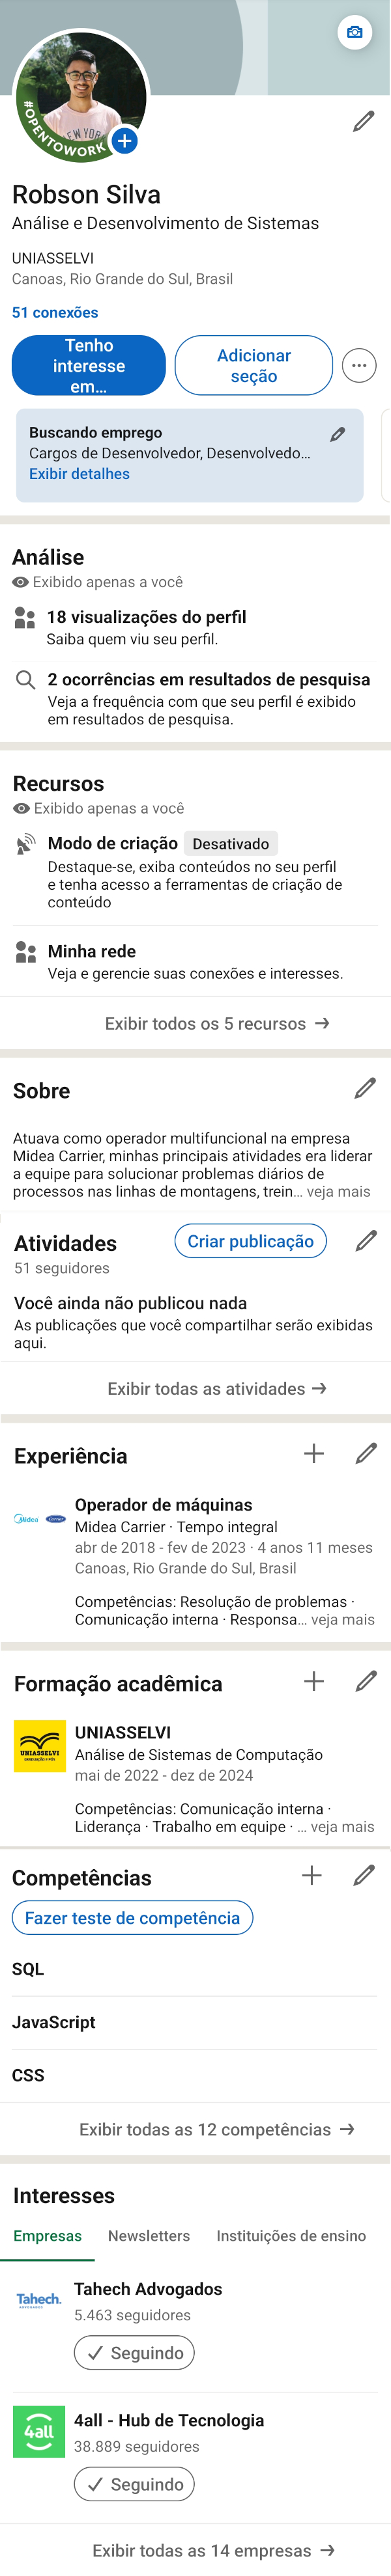 #OPENTOWORK
NEW YORK
Robson Silva
Análise e Desenvolvimento de Sistemas
UNIASSELVI
Canoas, Rio Grande do Sul, Brasil
51 conexões
Tenho
interesse
em...
Adicionar
seção
Buscando emprego
Cargos de Desenvolvedor, Desenvolvedo...
Exibir detalhes
Análise
Exibido apenas a você
18 visualizações do perfil
Saiba quem viu seu perfil.
2 ocorrências em resultados de pesquisa
Veja a frequência com que seu perfil é exibido
em resultados de pesquisa.
Recursos
Exibido apenas a você
Modo de criação Desativado
Destaque-se, exiba conteúdos no seu perfil
e tenha acesso a ferramentas de criação de
conteúdo
Minha rede
Veja e gerencie suas conexões e interesses.
Exibir todos os 5 recursos →
Sobre
Atuava como operador multifuncional na empresa
Midea Carrier, minhas principais atividades era liderar
a equipe para solucionar problemas diários de
processos nas linhas de montagens, trein... veja mais
Atividades
Criar publicação
51 seguidores
Você ainda não publicou nada
As publicações que você compartilhar serão exibidas
aqui.
Exibir todas as atividades →
Experiência
Midea Carrier
Operador de máquinas
Midea Carrier · Tempo integral
abr de 2018 - fev de 2023 · 4 anos 11 meses
Canoas, Rio Grande do Sul, Brasil
Competências: Resolução de problemas ·
Comunicação interna · Responsa... veja mais
Formação acadêmica
UNIASSELVI
GRADUAÇÃO E PÓS
UNIASSELVI
Análise de Sistemas de Computação
mai de 2022 - dez de 2024
Competências: Comunicação interna ·
Liderança · Trabalho em equipe · ... veja mais
Competências
Fazer teste de competência
SQL
JavaScript
CSS
Exibir todas as 12 competências →
Interesses
Empresas Newsletters Instituições de ensino
Tahech.
ADVOGADOS
Tahech Advogados
5.463 seguidores
Seguindo
4all
4all - Hub de Tecnologia
38.889 seguidores
Seguindo
Exibir todas as 14 empresas →